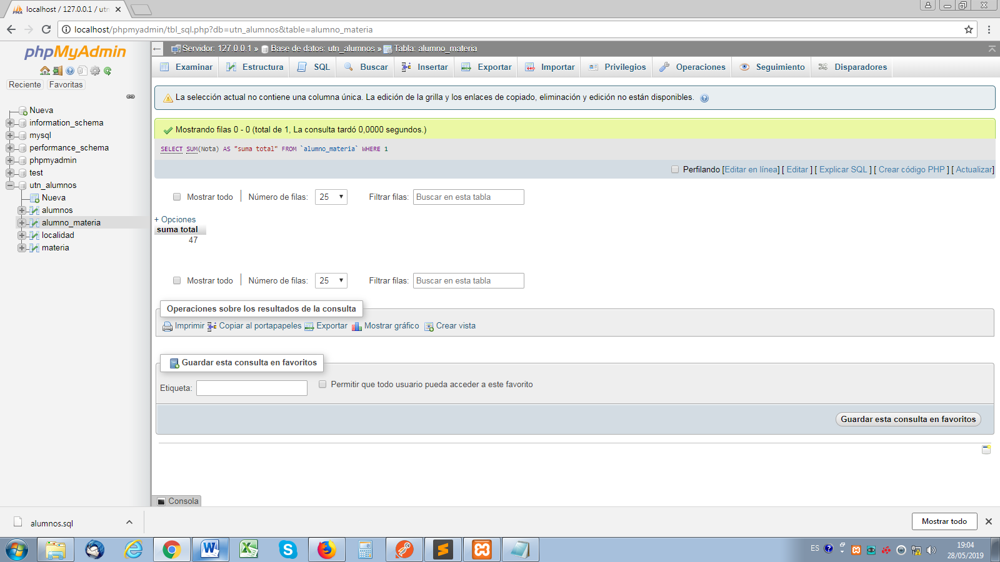 localhost / 127.0.0.1 / utn
localhost/phpmyadmin/tbl_sql.php?db=utn_alumnos&table=alumno_materia
phpMyAdmin
Reciente Favoritas
Nueva
information_schema
mysql
performance_schema
phpmyadmin
test
utn_alumnos
Nueva
alumnos
alumno_materia
localidad
materia
Servidor: 127.0.0.1 » Base de datos: utn_alumnos » Tabla: alumno_materia
Examinar Estructura SQL Buscar Insertar Exportar Importar Privilegios Operaciones Seguimiento Disparadores
La selección actual no contiene una columna única. La edición de la grilla y los enlaces de copiado, eliminación y edición no están disponibles.
Mostrando filas 0 - 0 (total de 1, La consulta tardó 0,0000 segundos.)
SELECT SUM(Nota) AS "suma total" FROM `alumno_materia` WHERE 1
Perfilando [Editar en línea] [ Editar ] [ Explicar SQL ] [ Crear código PHP ] [ Actualizar]
Mostrar todo | Número de filas: 25 Filtrar filas: Buscar en esta tabla
+ Opciones
suma total
47
Mostrar todo | Número de filas: 25 Filtrar filas: Buscar en esta tabla
Operaciones sobre los resultados de la consulta
Imprimir Copiar al portapapeles Exportar Mostrar gráfico Crear vista
Guardar esta consulta en favoritos
Etiqueta: Permitir que todo usuario pueda acceder a este favorito
Guardar esta consulta en favoritos
Consola
alumnos.sql
Mostrar todo
ES
19:04
28/05/2019